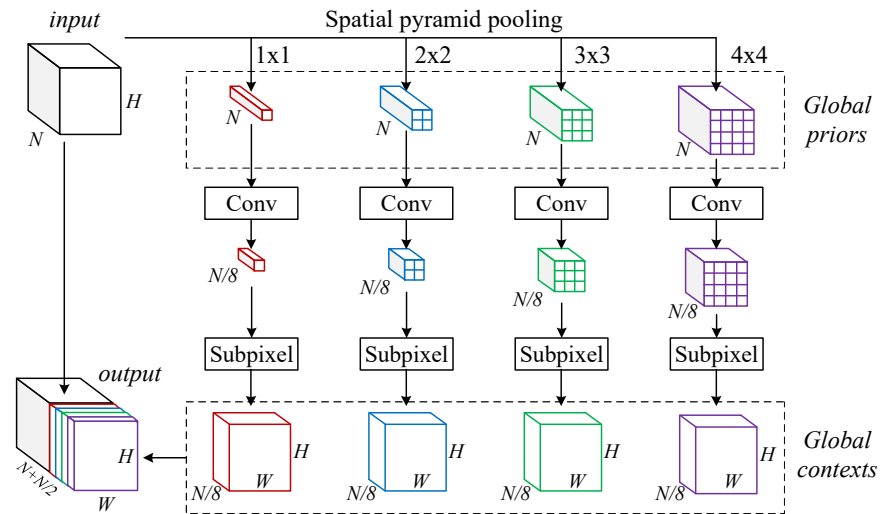 input
Spatial pyramid pooling
1x1
2x2
3x3
4x4
H
N
N
N
N
N
Global
priors
Conv
Conv
Conv
Conv
N/8
N/8
N/8
N/8
Subpixel
Subpixel
Subpixel
Subpixel
output
H
W
N+N/2
H
W
N/8
H
W
N/8
H
W
N/8
H
W
N/8
Global
contexts